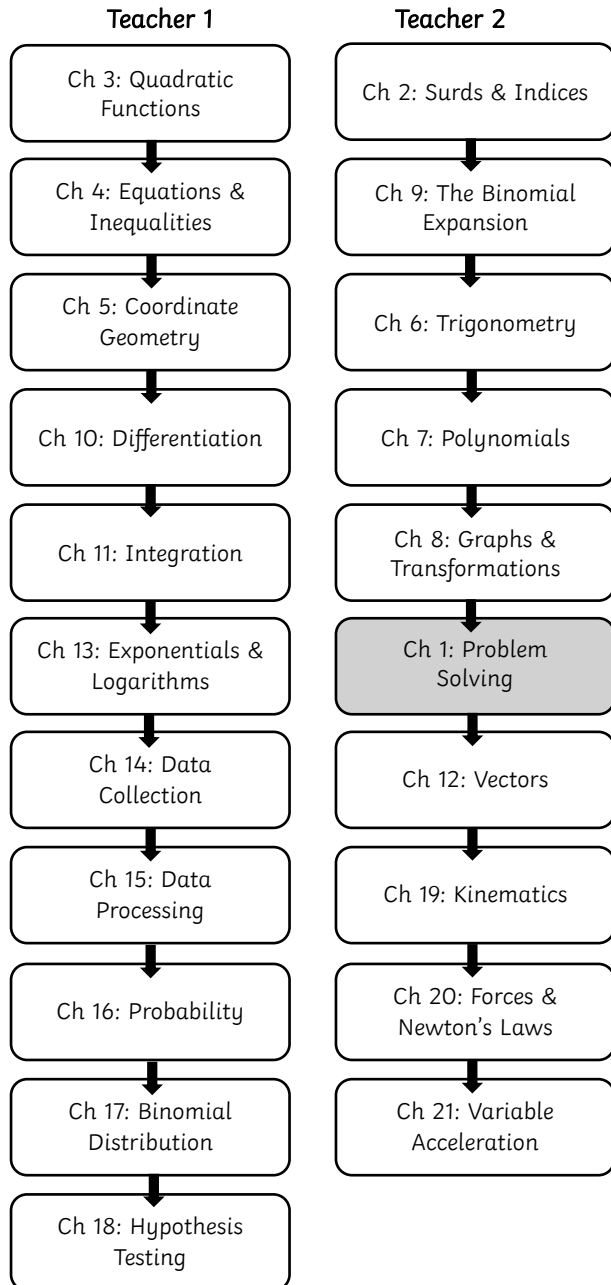 Teacher 1
Ch 3: Quadratic
Functions
Ch 4: Equations &
Inequalities
Ch 5: Coordinate
Geometry
Ch 10: Differentiation
Ch 11: Integration
Ch 13: Exponentials &
Logarithms
Ch 14: Data
Collection
Ch 15: Data
Processing
Ch 16: Probability
Ch 17: Binomial
Distribution
Ch 18: Hypothesis
Testing
Teacher 2
Ch 2: Surds & Indices
Ch 9: The Binomial
Expansion
Ch 6: Trigonometry
Ch 7: Polynomials
Ch 8: Graphs &
Transformations
Ch 1: Problem
Solving
Ch 12: Vectors
Ch 19: Kinematics
Ch 20: Forces &
Newton's Laws
Ch 21: Variable
Acceleration